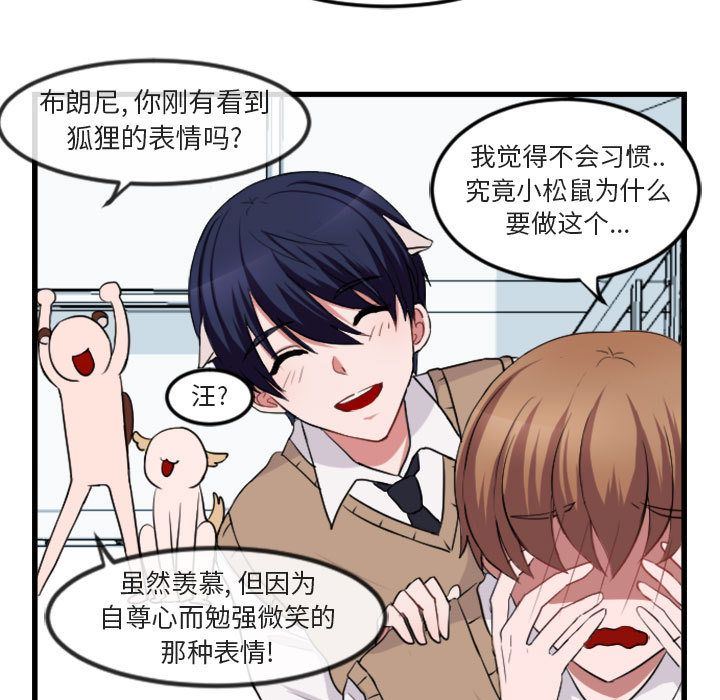 布朗尼, 你刚有看到
狐狸的表情吗?
我觉得不会习惯..
究竟小松鼠为什么
要做这个...
汪?
虽然羡慕, 但因为
自尊心而勉强微笑的
那种表情!